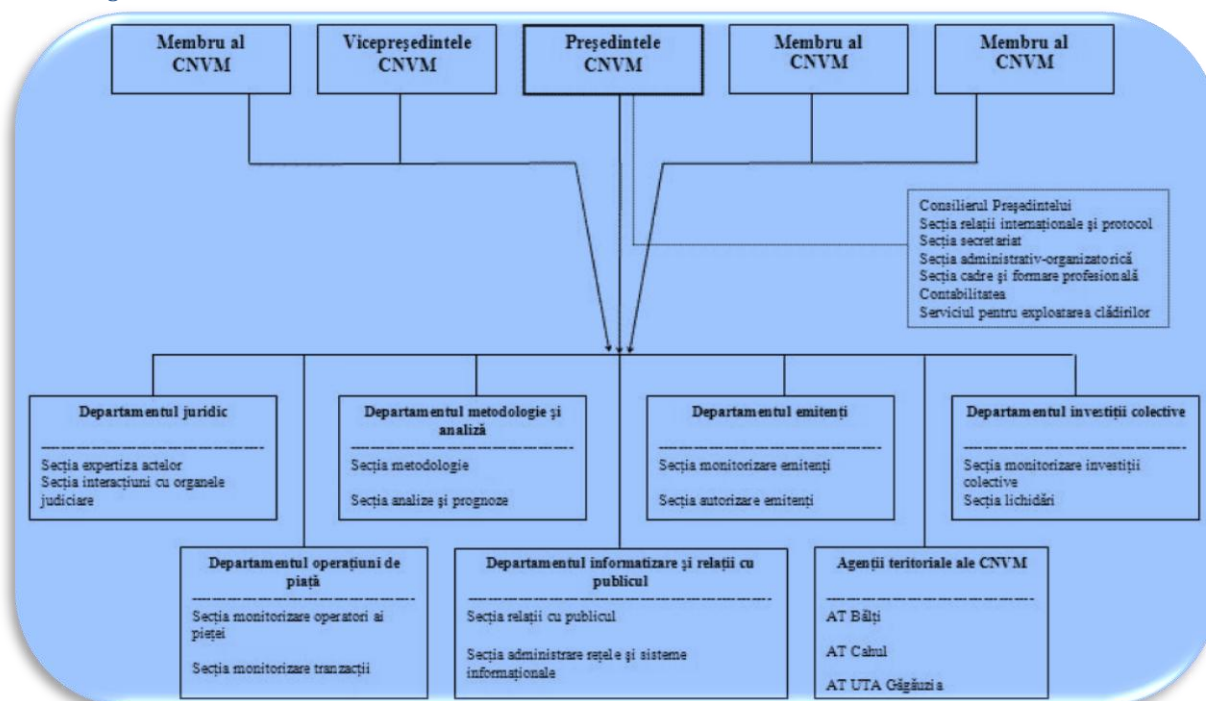 Membru al
CNVM
Vicepreşedintele
CNVM
Preşedintele
CNVM
Membru al
CNVM
Membru al
CNVM
Consilierul Preşedintelui
Secţia relaţii internaţionale şi protocol
Secţia secretariat
Secţia administrativ-organizatorică
Secţia cadre şi formare profesională
Contabilitatea
Serviciul pentru exploatarea clădirilor
Departamentul juridic
Secţia expertiza actelor
Secţia interacţiuni cu organele
judiciare
Departamentul metodologie şi
analiză
Secţia metodologie
Secţia analize şi prognoze
Departamentul emitenţi
Secţia monitorizare emitenţi
Secţia autorizare emitenţi
Departamentul investiţii colective
Secţia monitorizare investiţii
colective
Secţia lichidări
Departamentul operaţiuni de
piaţă
Secţia monitorizare operatori ai
pieţei
Secţia monitorizare tranzacţii
Departamentul informatizare şi relaţii cu
publicul
Secţia relaţii cu publicul
Secţia administrare reţele şi sisteme
informaţionale
Agenţii teritoriale ale CNVM
AT Bălţi
AT Cahul
AT UTA Găgăuzia